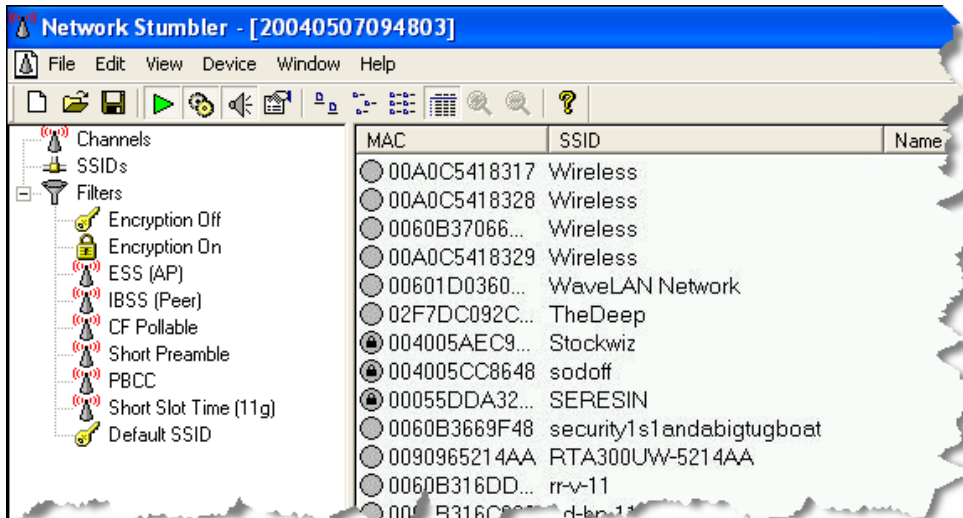 Network Stumbler - [20040507094803]
File Edit View Device Window Help
Channels
SSIDs
Filters
Encryption Off
Encryption On
ESS (AP)
IBSS (Peer)
CF Pollable
Short Preamble
PBCC
Short Slot Time (11g)
Default SSID
MAC SSID Name
00A0C5418317 Wireless
00A0C5418328 Wireless
0060B37066... Wireless
00A0C5418329 Wireless
00601D0360... WaveLAN Network
02F7DC092C... TheDeep
004005AEC9... Stockwiz
004005CC8648 sodoff
00055DDA32... SERESIN
0060B3669F48 security1s1andabigtugboat
0090965214AA RTA300UW-5214AA
0060B316DD... rr-v-11